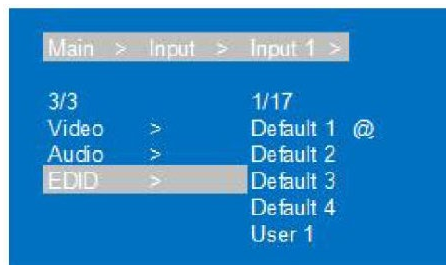 Main > Input > Input 1 >
3/3 1/17
Video > Default 1 @
Audio > Default 2
EDID > Default 3
Default 4
User 1